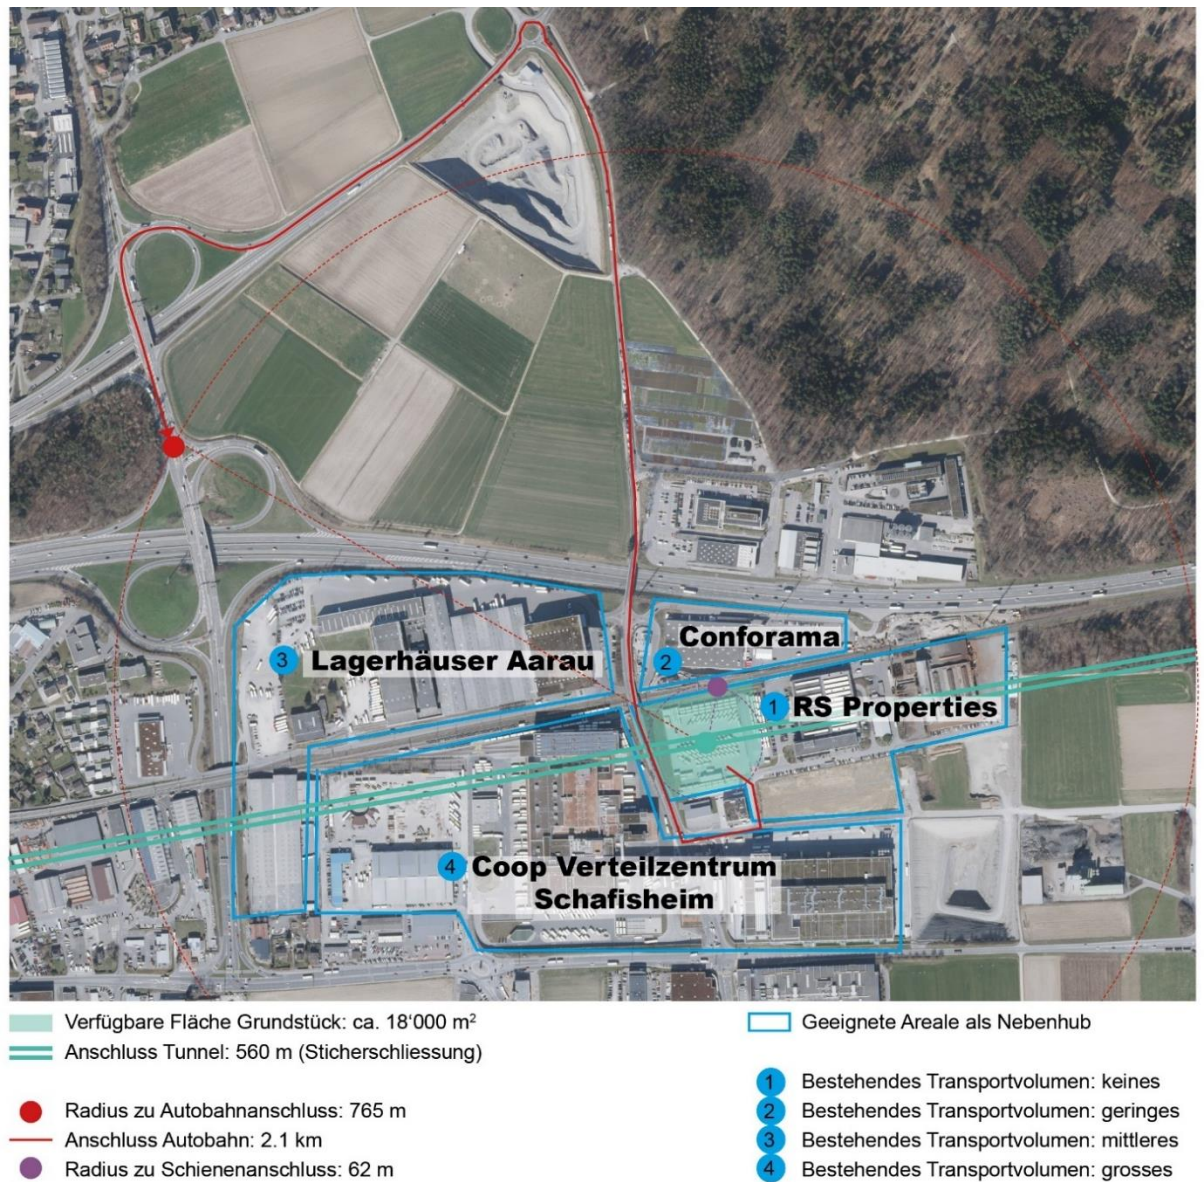 Conforama
2
3 Lagerhäuser Aarau
1 RS Properties
4 Coop Verteilzentrum
Schafisheim
Verfügbare Fläche Grundstück: ca. 18‘000 m²
Anschluss Tunnel: 560 m (Sticherschliessung)
Radius zu Autobahnanschluss: 765 m
Anschluss Autobahn: 2.1 km
Radius zu Schienenanschluss: 62 m
Geeignete Areale als Nebenhub
1 Bestehendes Transportvolumen: keines
2 Bestehendes Transportvolumen: geringes
3 Bestehendes Transportvolumen: mittleres
4 Bestehendes Transportvolumen: grosses